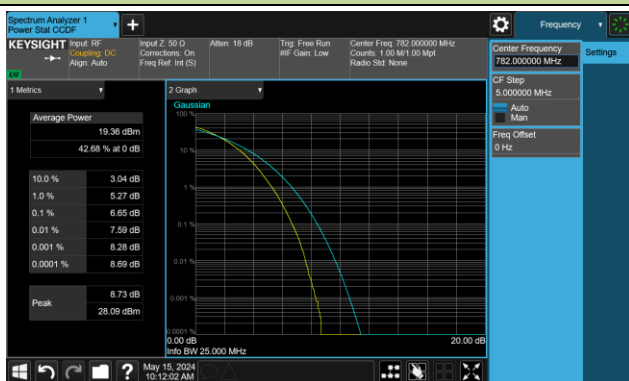 Spectrum Analyzer 1
Power Stat CCDF
Frequency
KEYSIGHT
Input: RF
Coupling: DC
Align: Auto
Input Z: 50 Ω
Corrections: On
Freq Ref: Int (S)
Atten: 18 dB
Trig: Free Run
#IF Gain: Low
Center Freq: 782.000000 MHz
Counts: 1.00 M/1.00 Mpt
Radio Std: None
Center Frequency
782.000000 MHz
Settings
CF Step
5.000000 MHz
Auto
Man
Freq Offset
0 Hz
1 Metrics
Average Power
19.36 dBm
42.68 % at 0 dB
10.0 % 3.04 dB
1.0 % 5.27 dB
0.1 % 6.65 dB
0.01 % 7.59 dB
0.001 % 8.28 dB
0.0001 % 8.69 dB
Peak
8.73 dB
28.09 dBm
2 Graph
Gaussian
100 %
10 %
1 %
0.1 %
0.01 %
0.001 %
0.0001 %
0.00 dB 20.00 dB
Info BW 25.000 MHz
?
May 15, 2024
10:12:02 AM